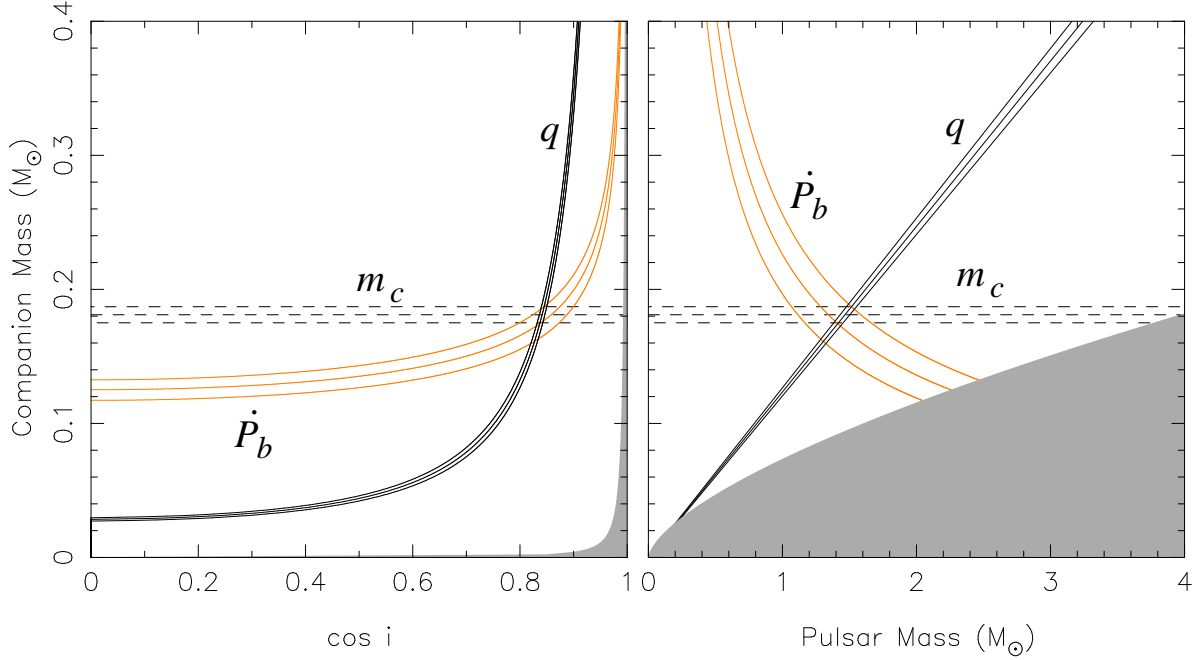 Companion Mass (M☉)
0.4
0.3
0.2
0.1
0
q
m_c
Ṗ_b
0 0.2 0.4 0.6 0.8 1
cos i
q
Ṗ_b
m_c
0 1 2 3 4
Pulsar Mass (M☉)